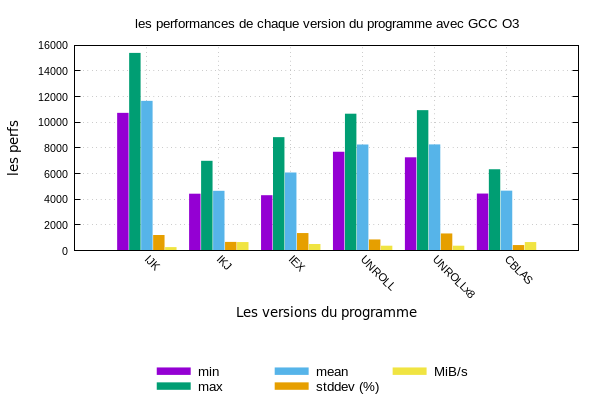 les performances de chaque version du programme avec GCC O3
les perfs
16000
14000
12000
10000
8000
6000
4000
2000
0
IJK
IKJ
IEX
UNROLL
UNROLLx8
CBLAS
Les versions du programme
min
mean
MiB/s
max
stddev (%)